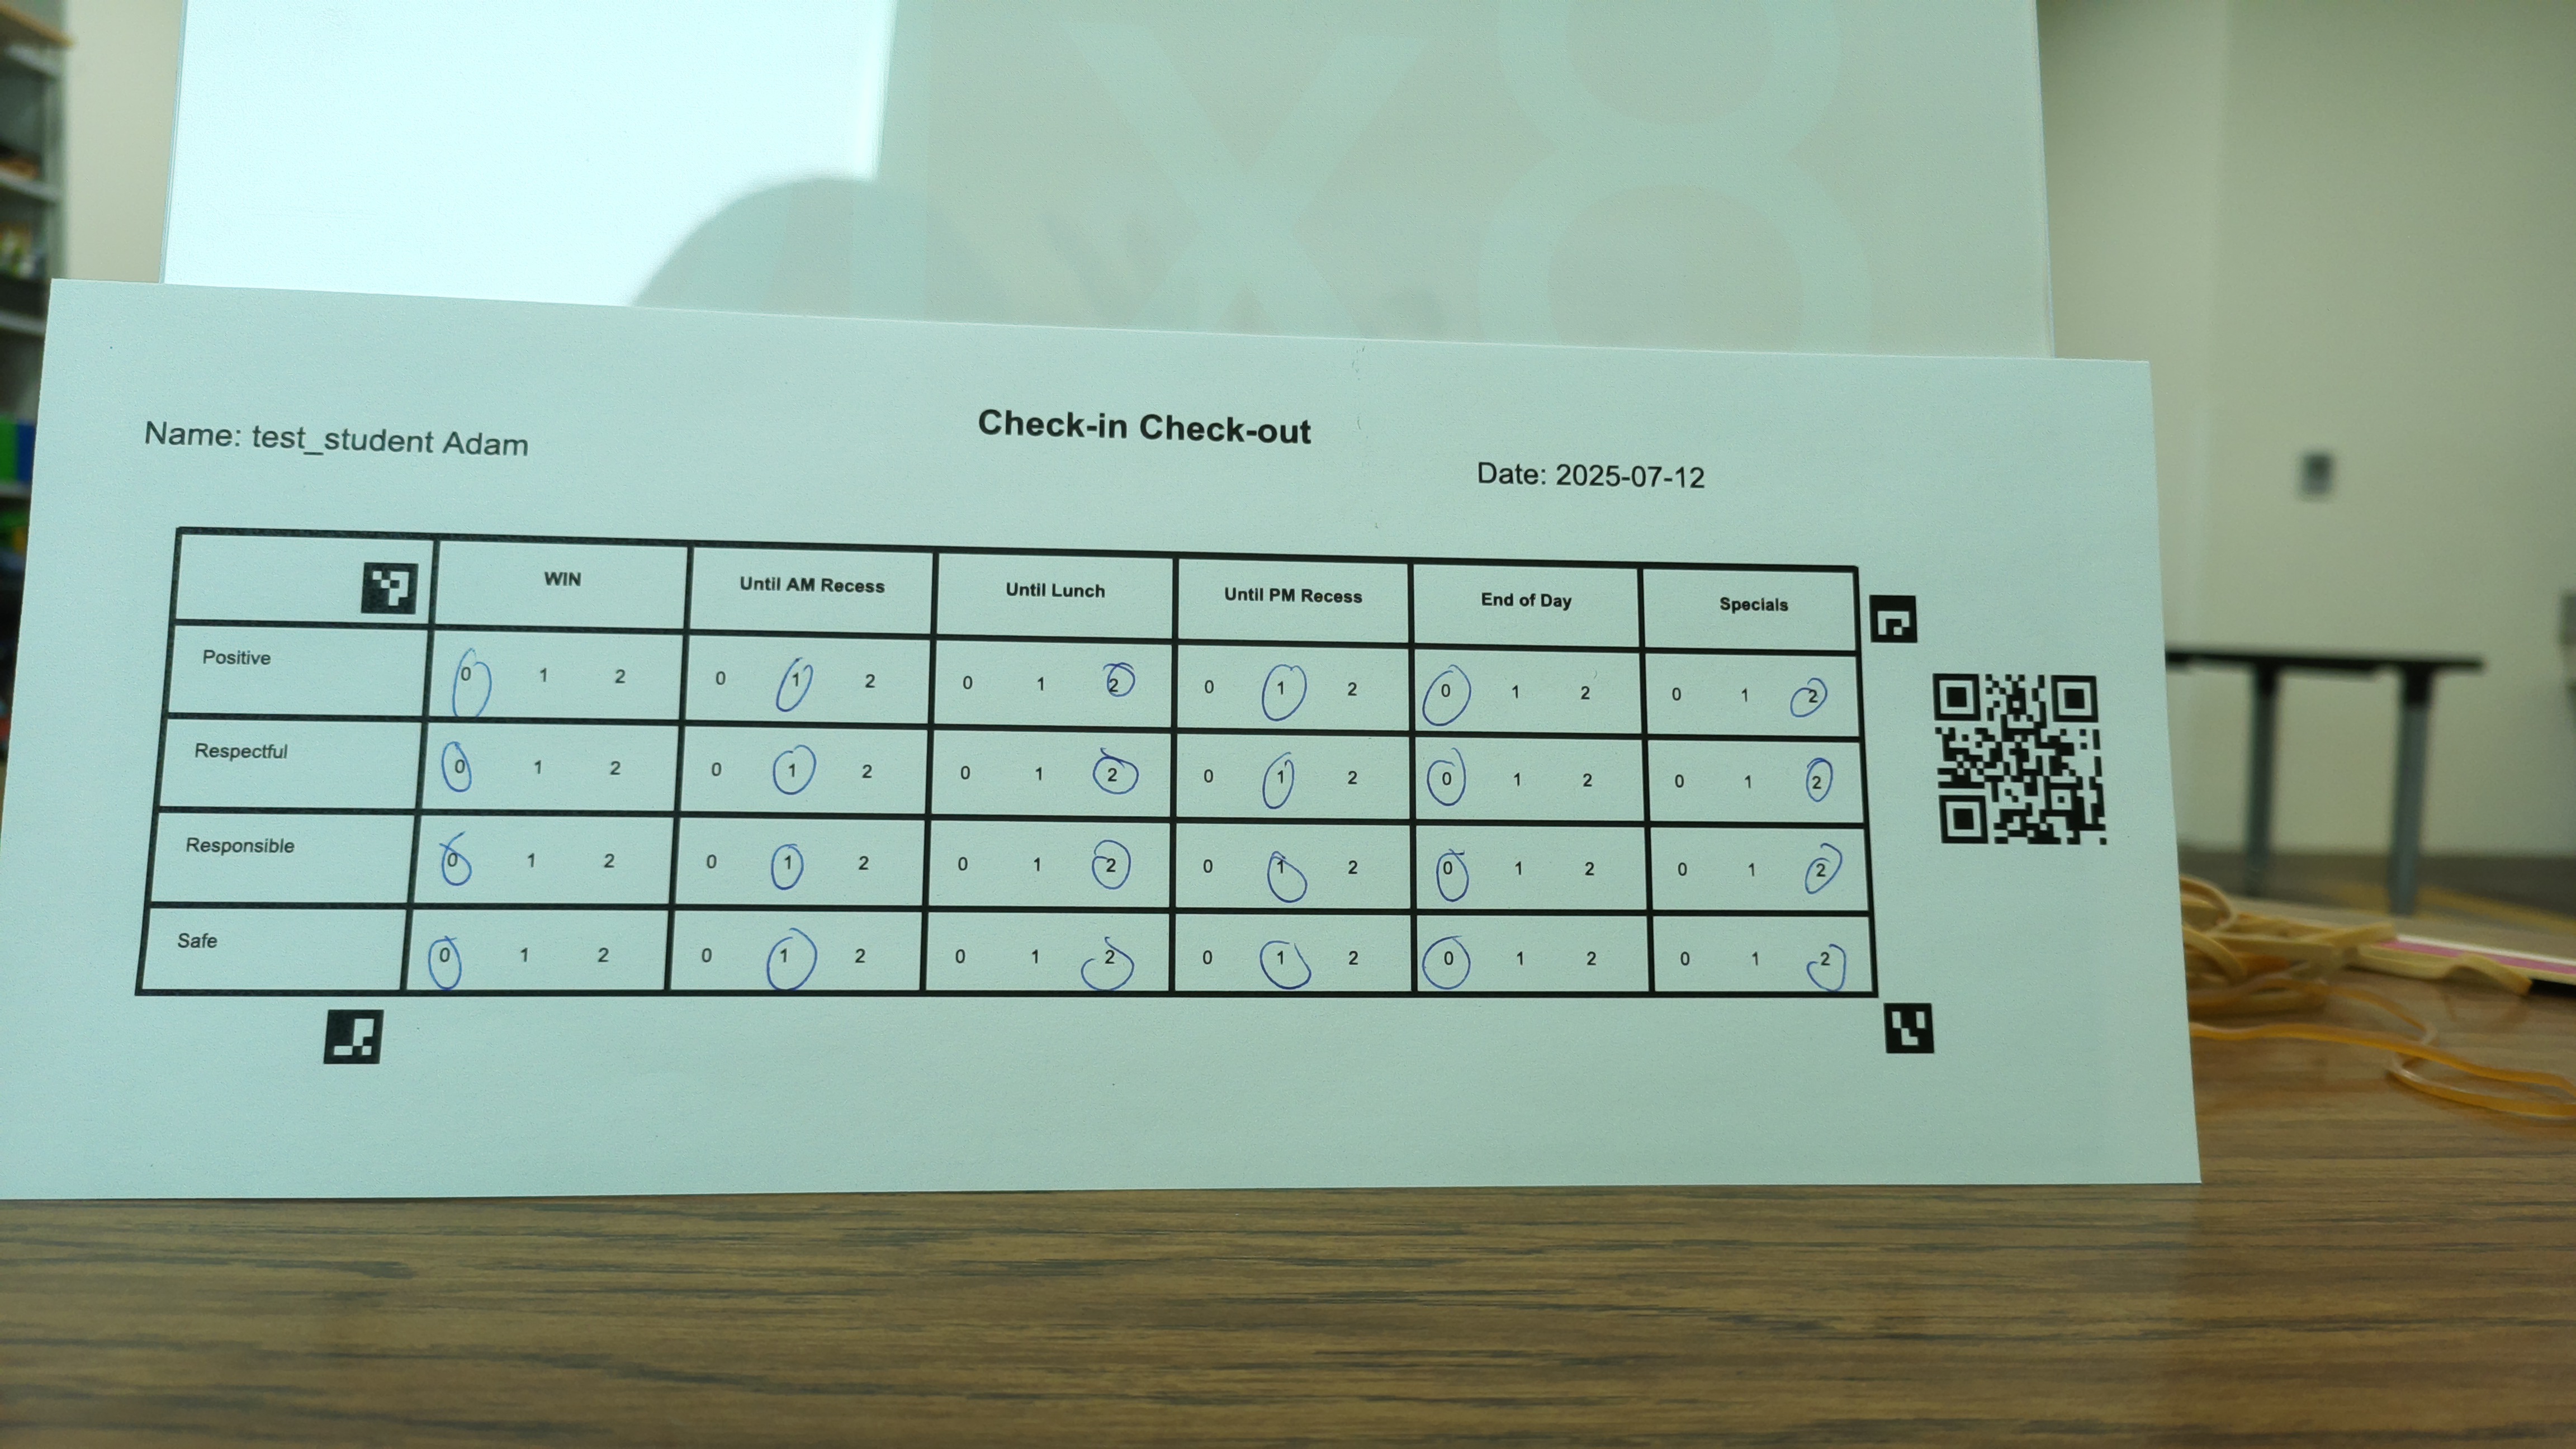 Check-in Check-out
Name: test_student Adam
Date: 2025-07-12
WIN Until AM Recess Until Lunch Until PM Recess End of Day Specials
Positive 0 1 2 0 1 2 0 1 2 0 1 2 0 1 2 0 1 2
Respectful 0 1 2 0 1 2 0 1 2 0 1 2 0 1 2 0 1 2
Responsible 0 1 2 0 1 2 0 1 2 0 1 2 0 1 2 0 1 2
Safe 0 1 2 0 1 2 0 1 2 0 1 2 0 1 2 0 1 2